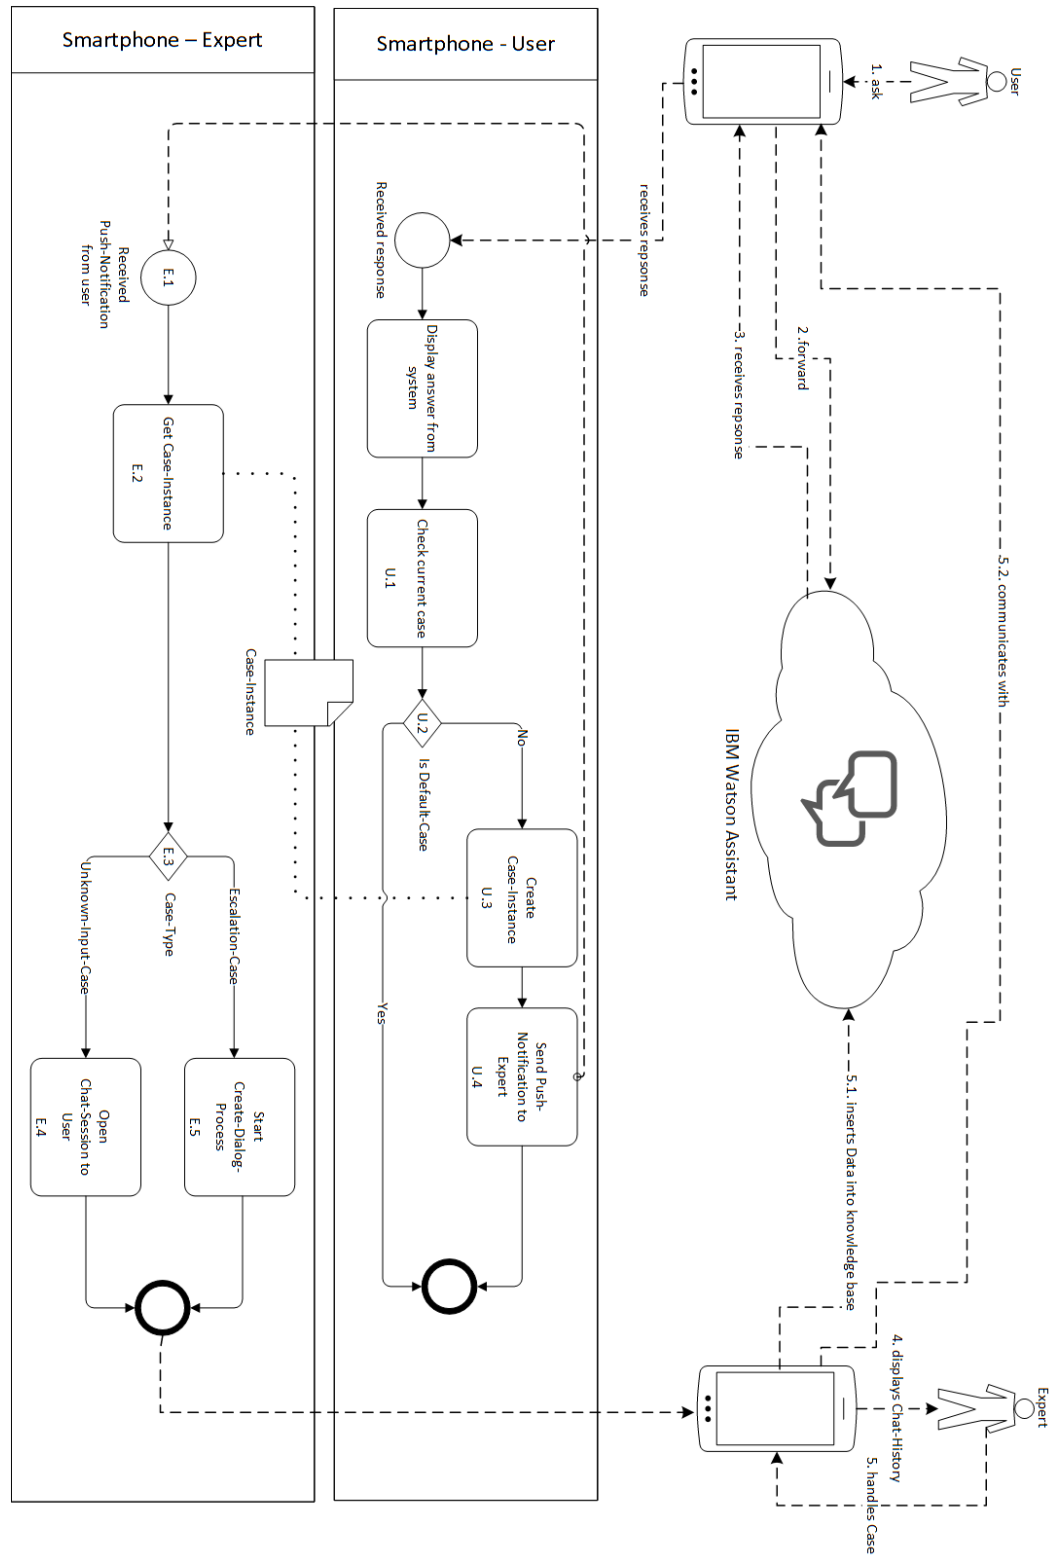 Smartphone – Expert
Smartphone - User
User
1. ask
receives repsonse
Received response
Received
Push-Notification
from user
E.1
Display answer from
system
2 .forward
3. receives repsonse
Get Case-Instance
E.2
Check current case
U.1
5.2. communicates with
Case-Instance
U.2
Is Default-Case
No
Yes
IBM Watson Assistant
Create
Case-Instance
U.3
E.3
Case-Type
Escalation-Case
Unknown-Input-Case
Send Push-
Notification to
Expert
U.4
Start
Create-Dialog-
Process
E.5
Open
Chat-Session to
User
E.4
5.1. inserts Data into knowledge base
4. displays Chat-History
Expert
5. handles Case